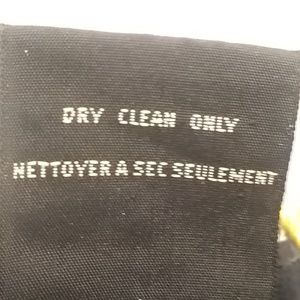 DRY CLEAN ONLY
NETTOYER A SEC SEULEMENT